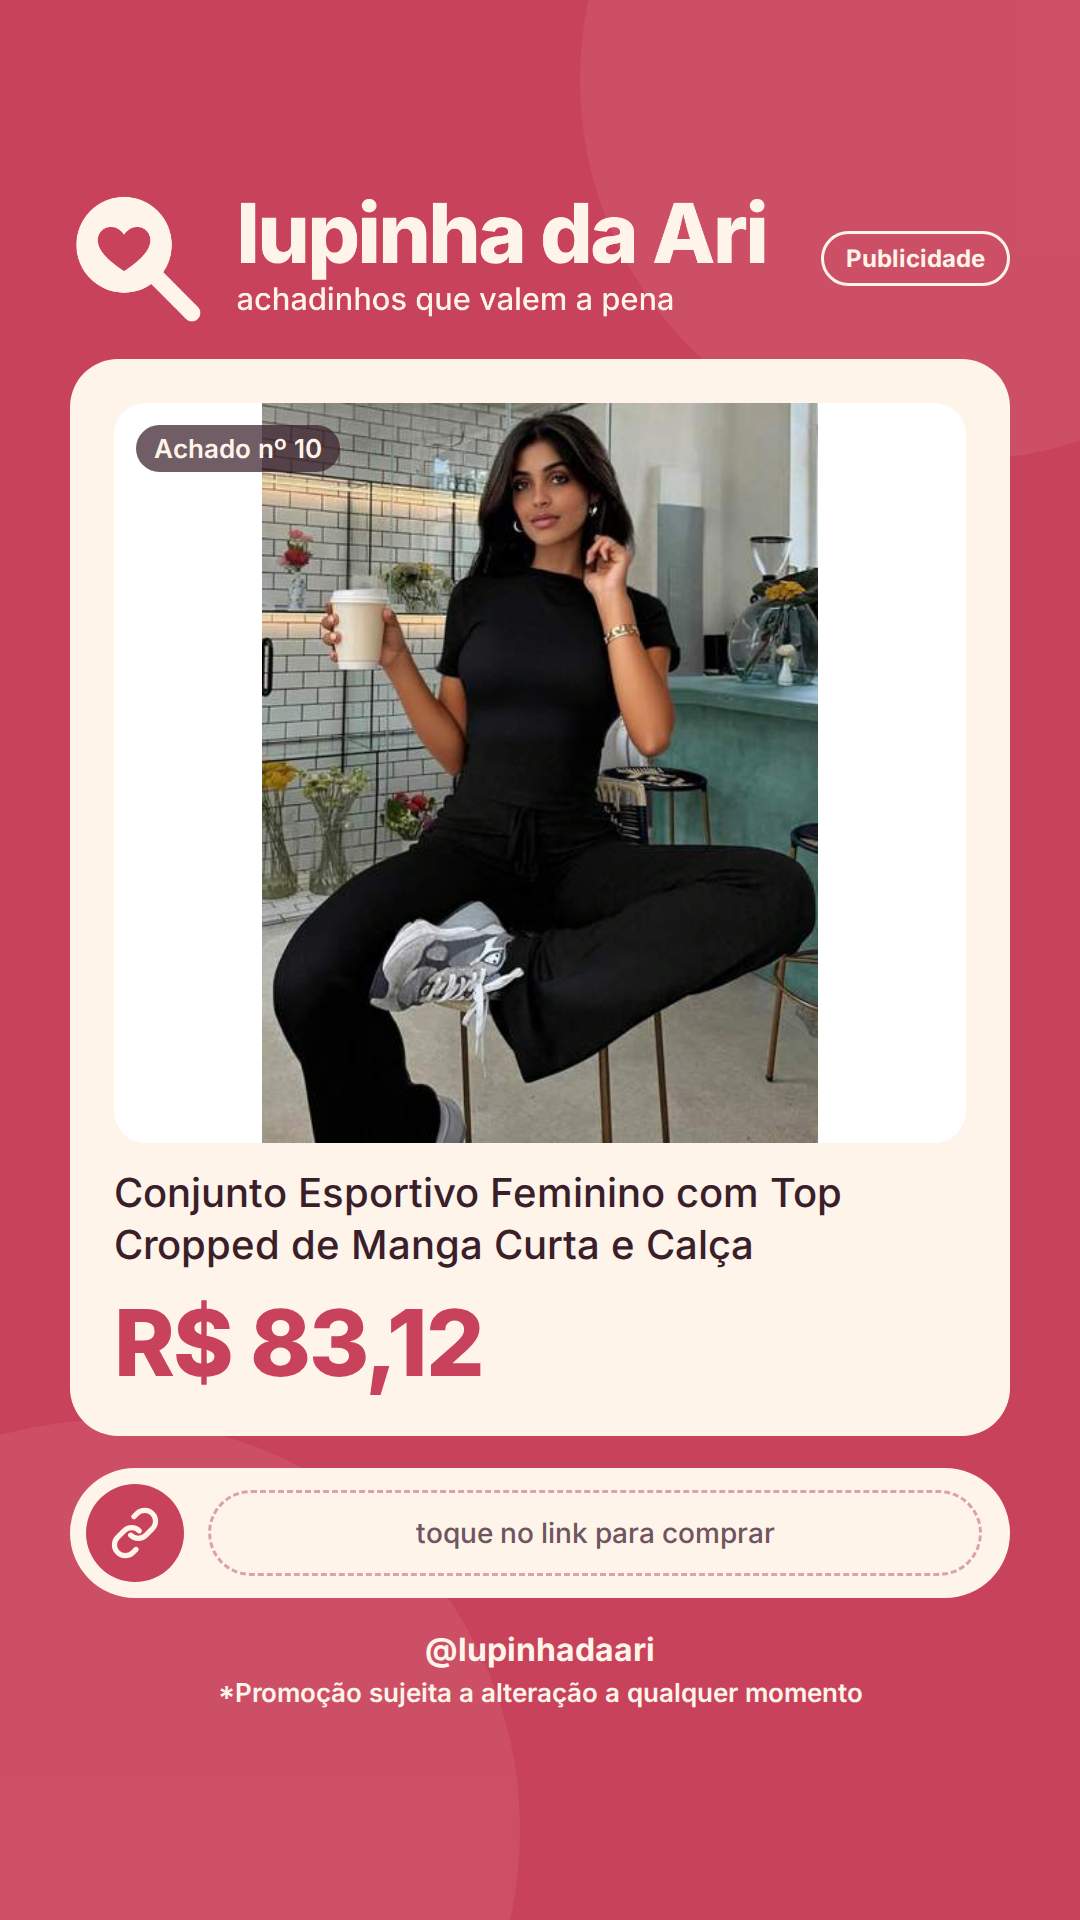 lupinha da Ari
achadinhos que valem a pena
Publicidade
Achado nº 10
Conjunto Esportivo Feminino com Top
Cropped de Manga Curta e Calça
R$ 83,12
toque no link para comprar
@lupinhadaari
*Promoção sujeita a alteração a qualquer momento